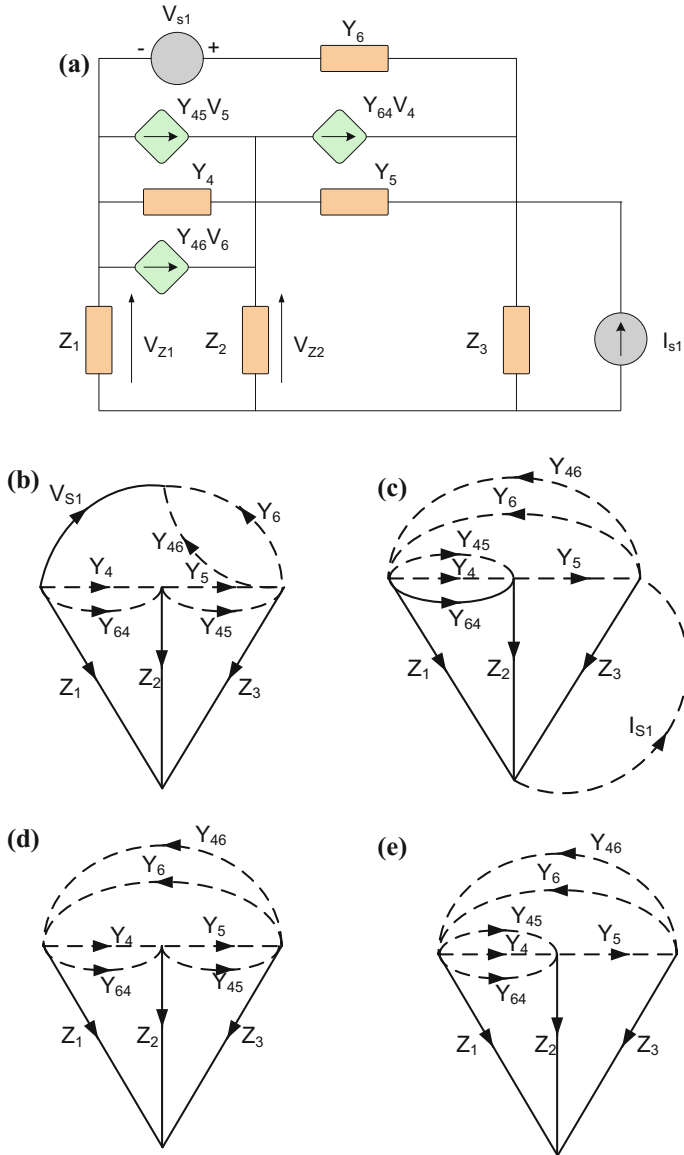 V_s1
Y_6
(a)
- +
Y_45V_5
Y_64V_4
Y_4
Y_5
Y_46V_6
Z_1
V_Z1
Z_2
V_Z2
Z_3
I_s1
(b)
V_S1
Y_6
Y_46
Y_4
Y_5
Y_64
Y_45
Z_1
Z_2
Z_3
(c)
Y_46
Y_6
Y_45
Y_4
Y_5
Y_64
Z_1
Z_2
Z_3
I_S1
(d)
Y_46
Y_6
Y_4
Y_5
Y_64
Y_45
Z_1
Z_2
Z_3
(e)
Y_46
Y_6
Y_45
Y_4
Y_5
Y_64
Z_1
Z_2
Z_3